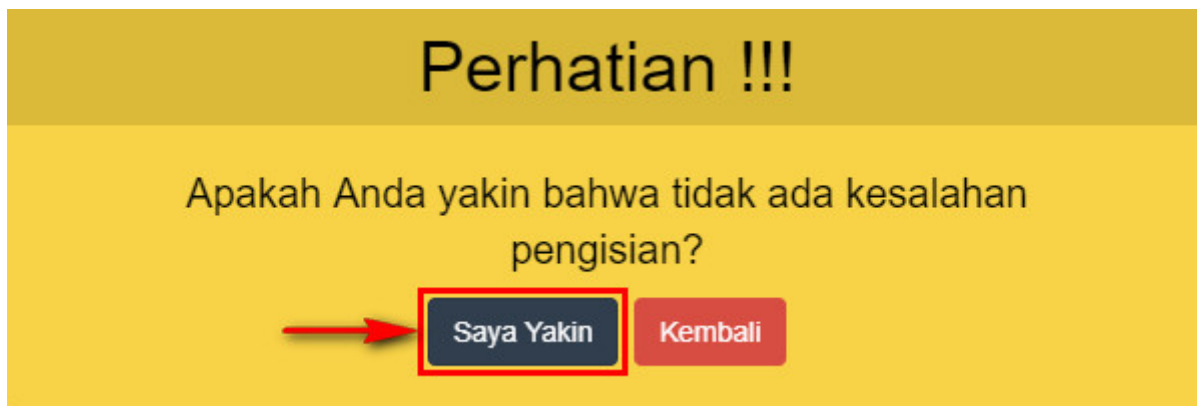 Perhatian !!!
Apakah Anda yakin bahwa tidak ada kesalahan
pengisian?
Saya Yakin Kembali